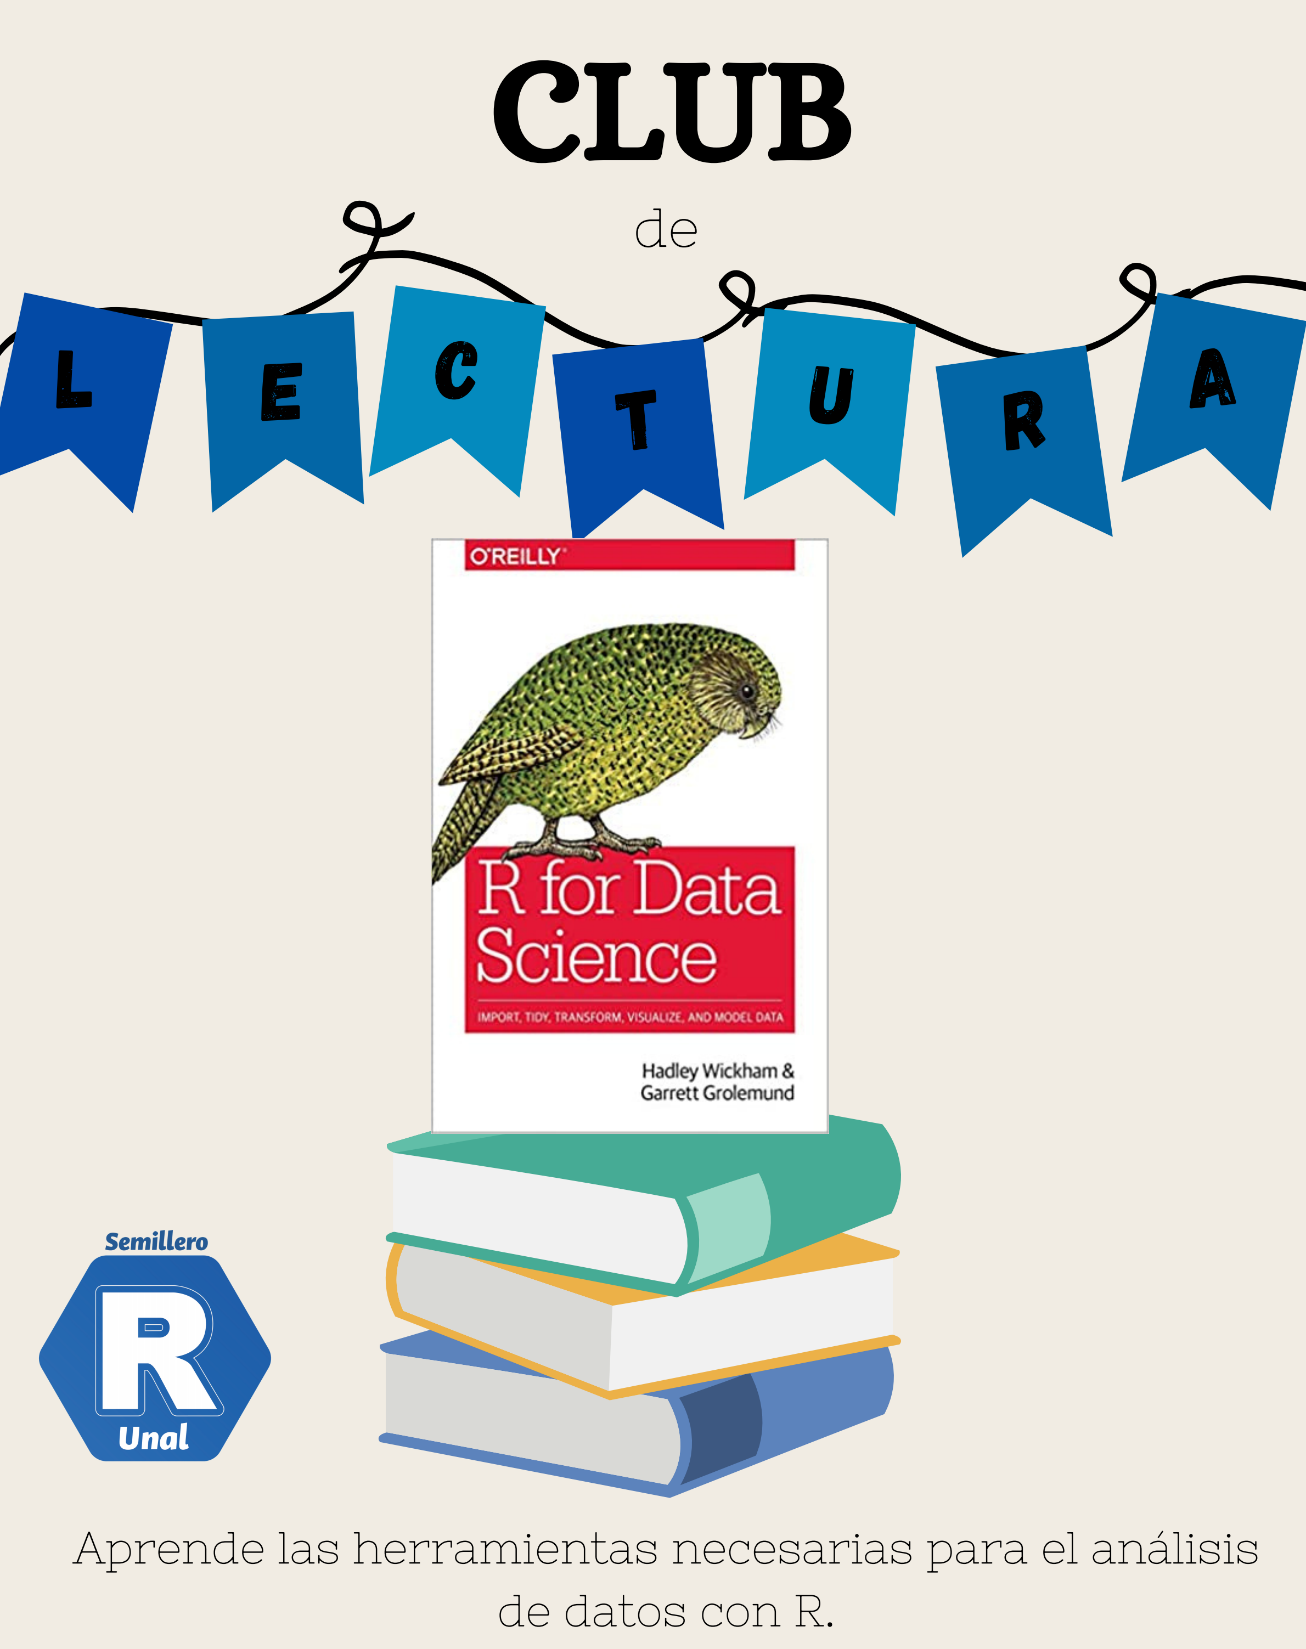 CLUB
de
LECTURA
O'REILLY®
R for Data
Science
IMPORT, TIDY, TRANSFORM, VISUALIZE, AND MODEL DATA
Hadley Wickham &
Garrett Grolemund
Semillero
R
Unal
Aprende las herramientas necesarias para el análisis
de datos con R.